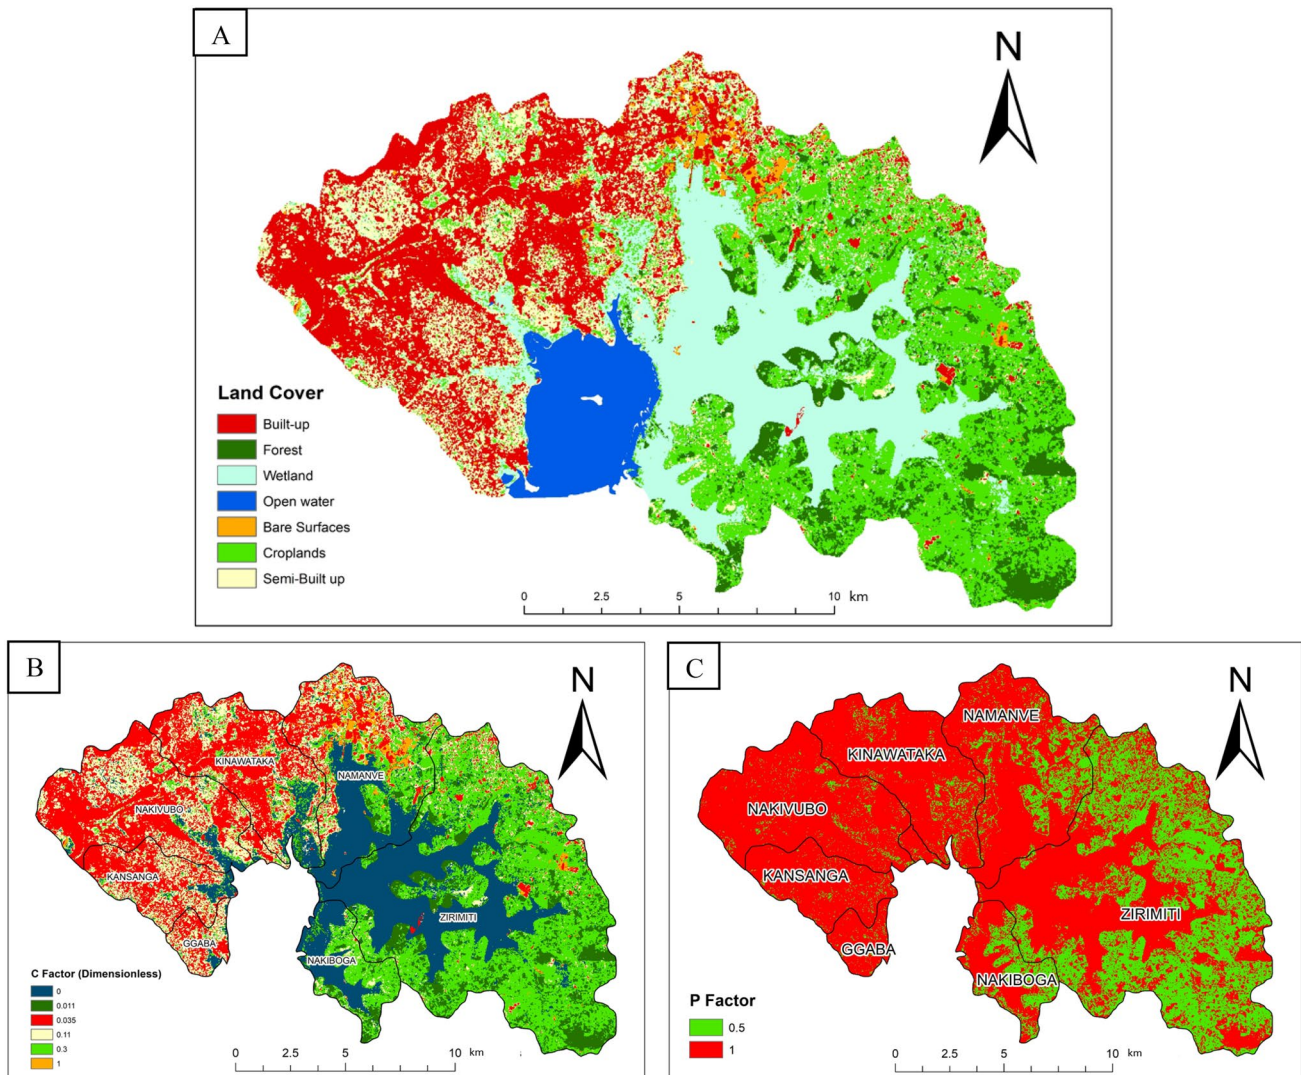 A
N
Land Cover
Built-up
Forest
Wetland
Open water
Bare Surfaces
Croplands
Semi-Built up
0 2.5 5 10 km
B
N
KINAWATAKA
NAMANVE
NAKIVUBO
KANSANGA
ZIRIMITI
GGABA
NAKIBOGA
C Factor (Dimensionless)
0
0.011
0.035
0.11
0.3
1
0 2.5 5 10 km
C
N
NAMANVE
KINAWATAKA
NAKIVUBO
KANSANGA
ZIRIMITI
GGABA
NAKIBOGA
P Factor
0.5
1
0 2.5 5 10 km